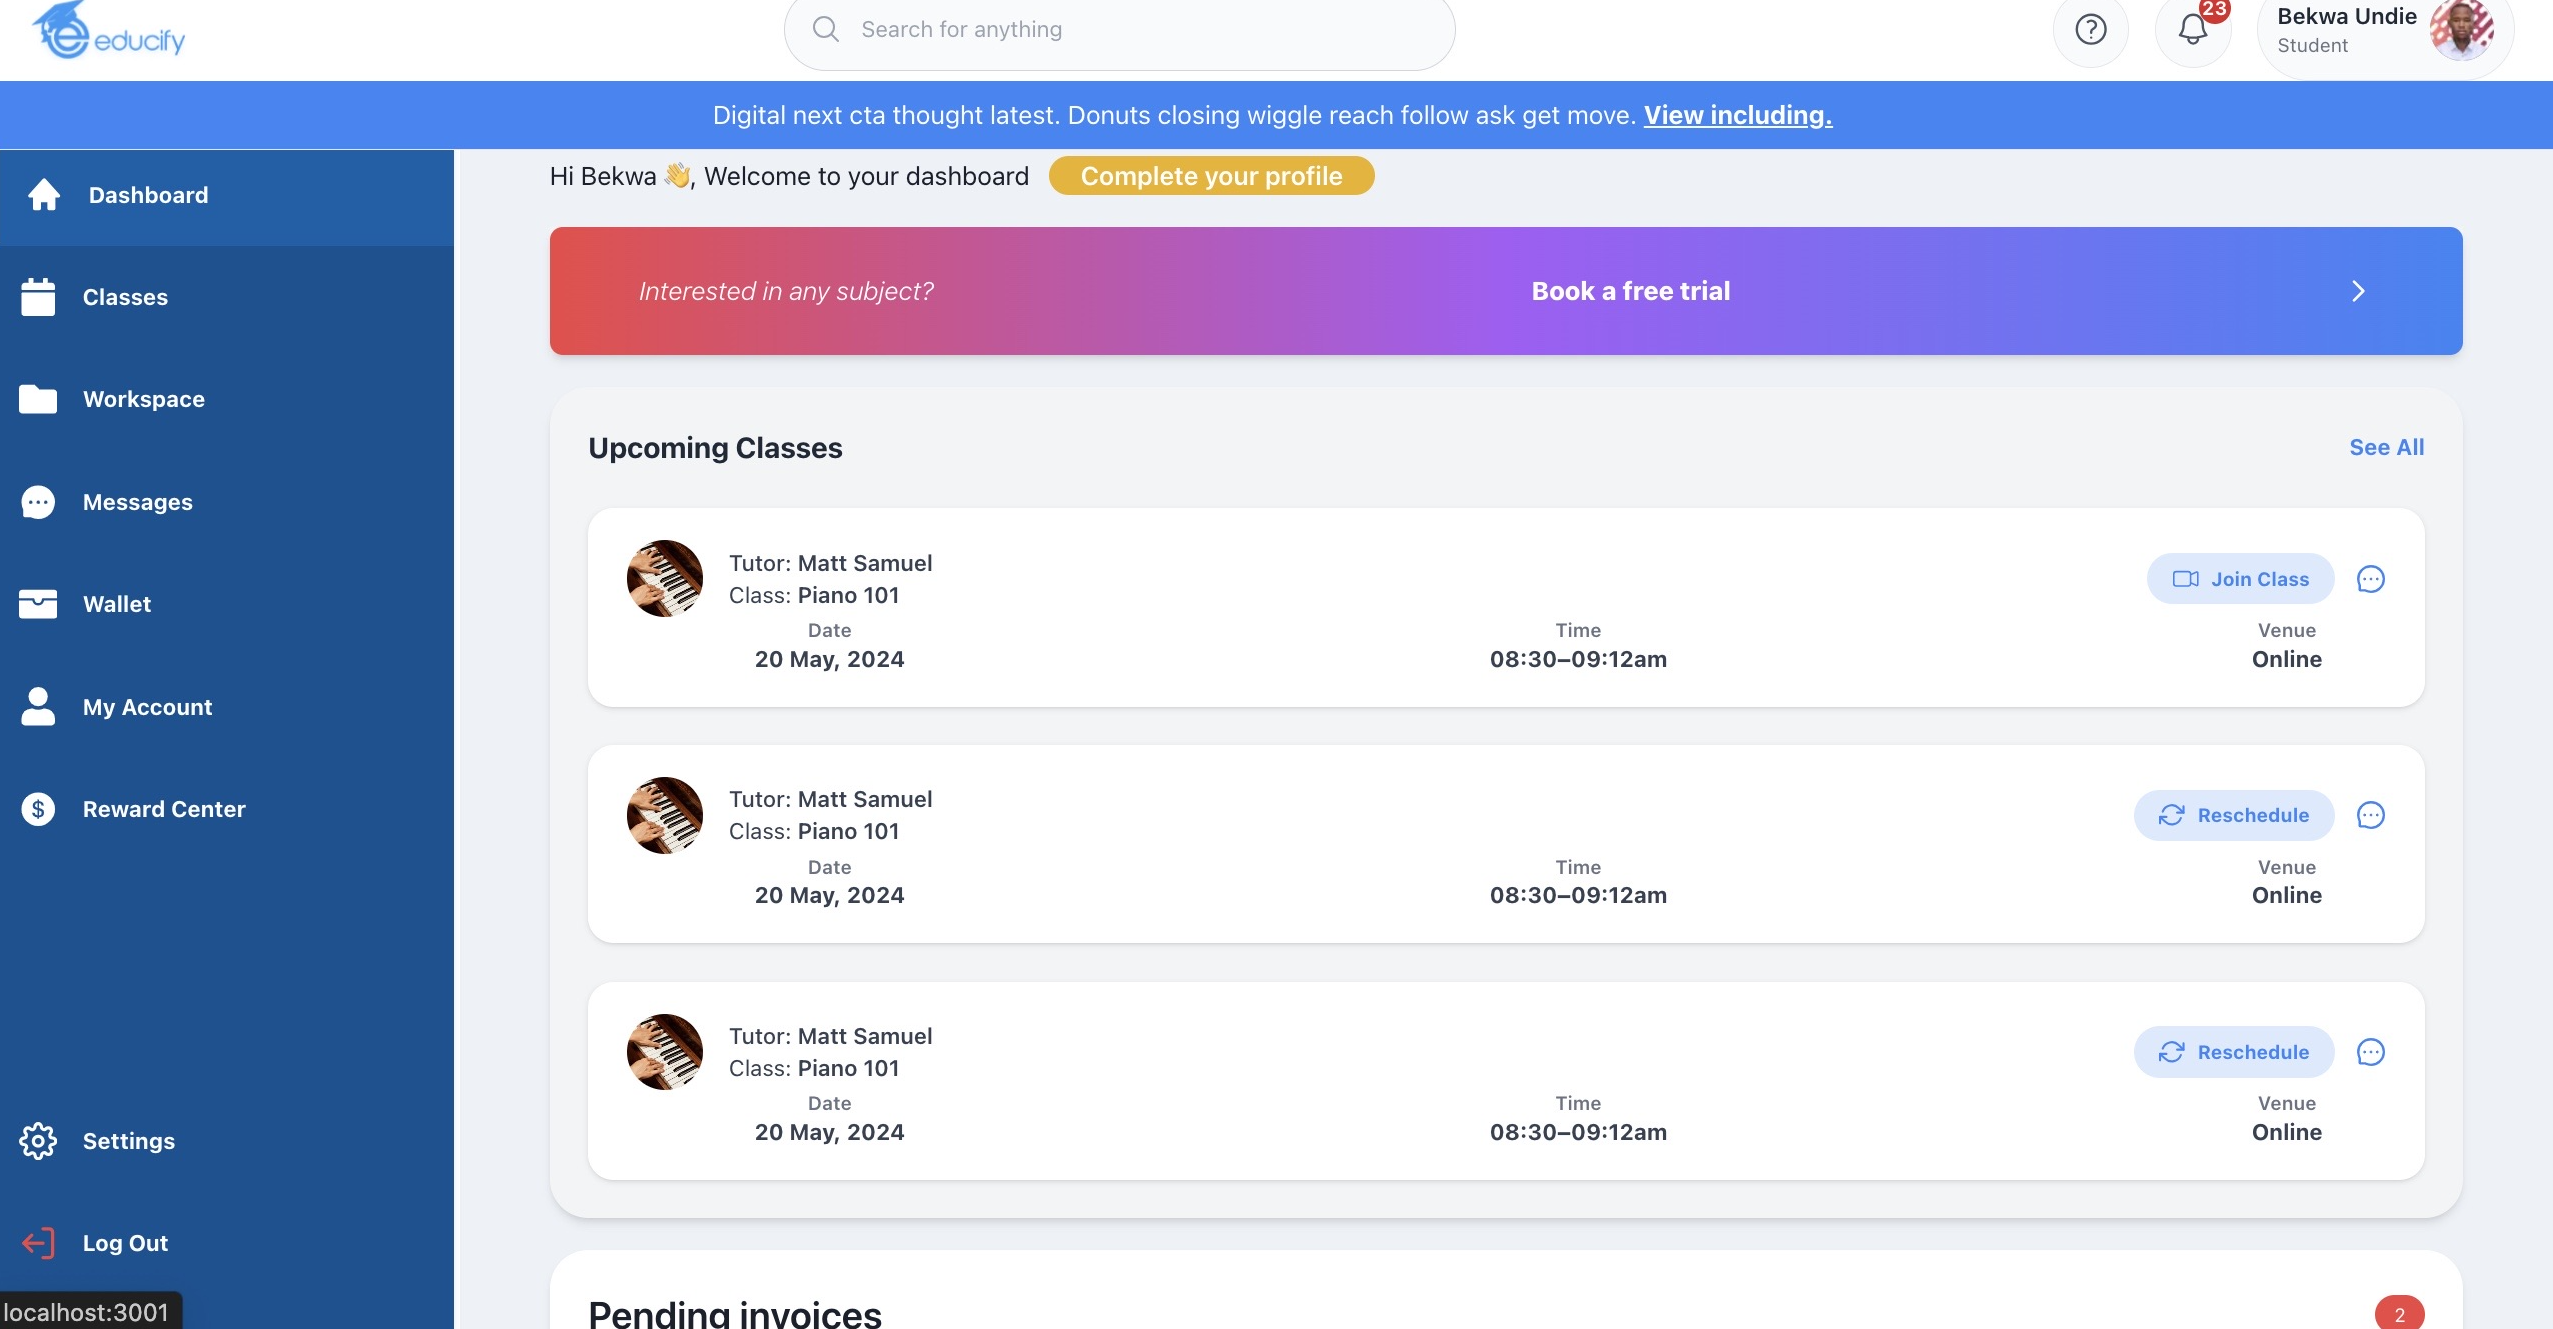 educify
Search for anything
23
Bekwa Undie
Student
Digital next cta thought latest. Donuts closing wiggle reach follow ask get move. View including.
Dashboard
Classes
Workspace
Messages
Wallet
My Account
Reward Center
Settings
Log Out
localhost:3001
Hi Bekwa 👋, Welcome to your dashboard
Complete your profile
Interested in any subject?
Book a free trial
Upcoming Classes
See All
Tutor: Matt Samuel
Class: Piano 101
Join Class
Date
20 May, 2024
Time
08:30–09:12am
Venue
Online
Tutor: Matt Samuel
Class: Piano 101
Reschedule
Date
20 May, 2024
Time
08:30–09:12am
Venue
Online
Tutor: Matt Samuel
Class: Piano 101
Reschedule
Date
20 May, 2024
Time
08:30–09:12am
Venue
Online
Pending invoices
2